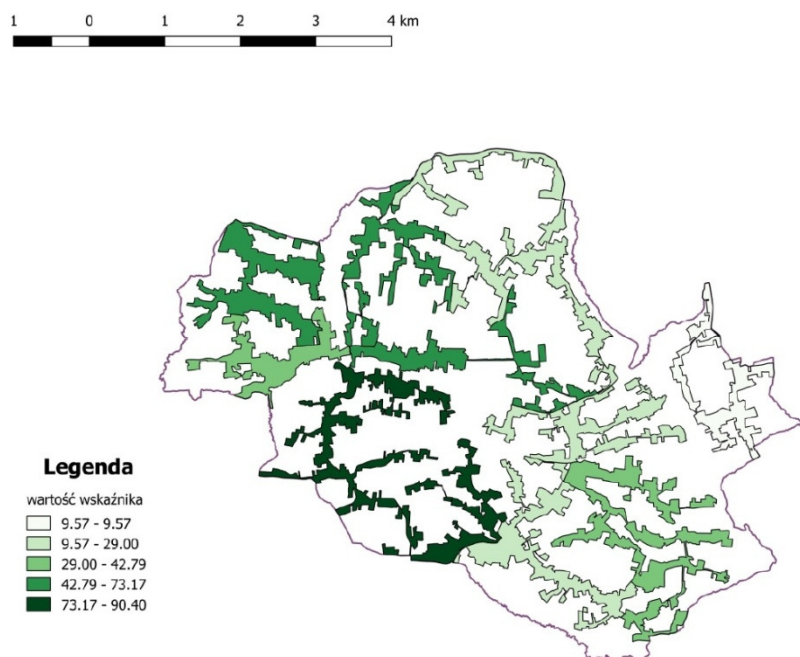 1 0 1 2 3 4 km
Legenda
wartość wskaźnika
9.57 - 9.57
9.57 - 29.00
29.00 - 42.79
42.79 - 73.17
73.17 - 90.40